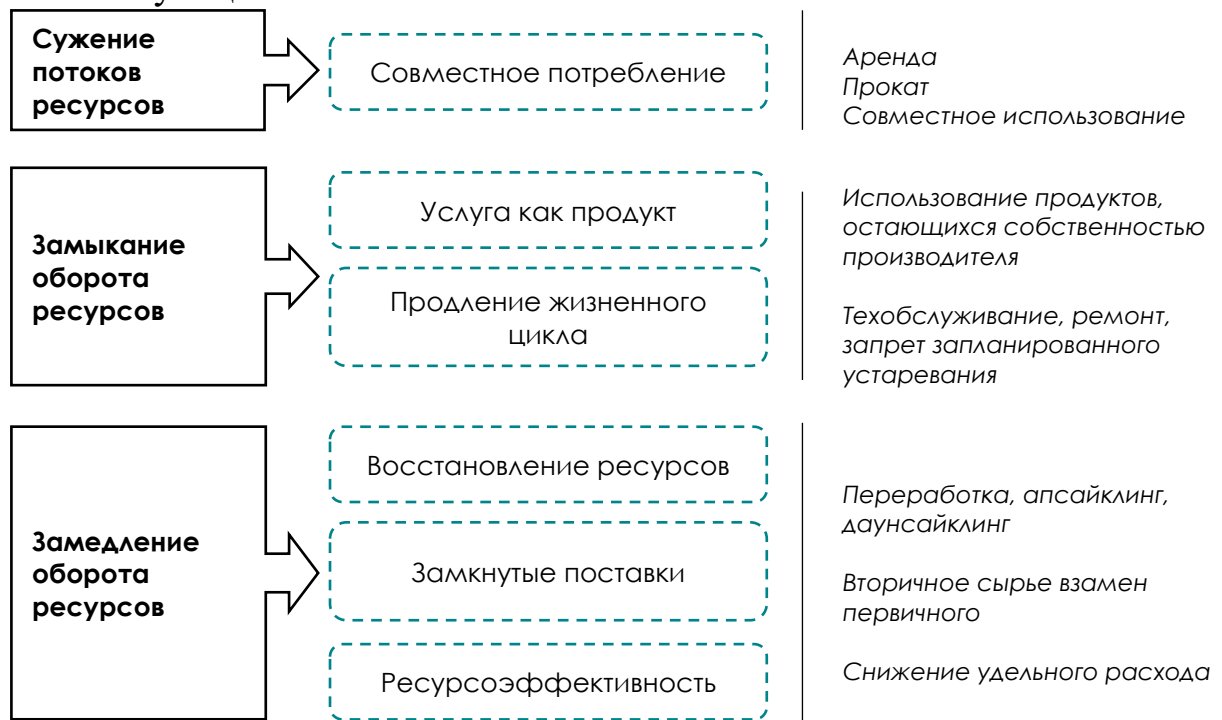 Сужение
потоков
ресурсов
Совместное потребление
Аренда
Прокат
Совместное использование
Замыкание
оборота
ресурсов
Услуга как продукт
Продление жизненного
цикла
Использование продуктов,
остающихся собственностью
производителя
Техобслуживание, ремонт,
запрет запланированного
устаревания
Замедление
оборота
ресурсов
Восстановление ресурсов
Замкнутые поставки
Ресурсоэффективность
Переработка, апсайклинг,
даунсайклинг
Вторичное сырье взамен
первичного
Снижение удельного расхода